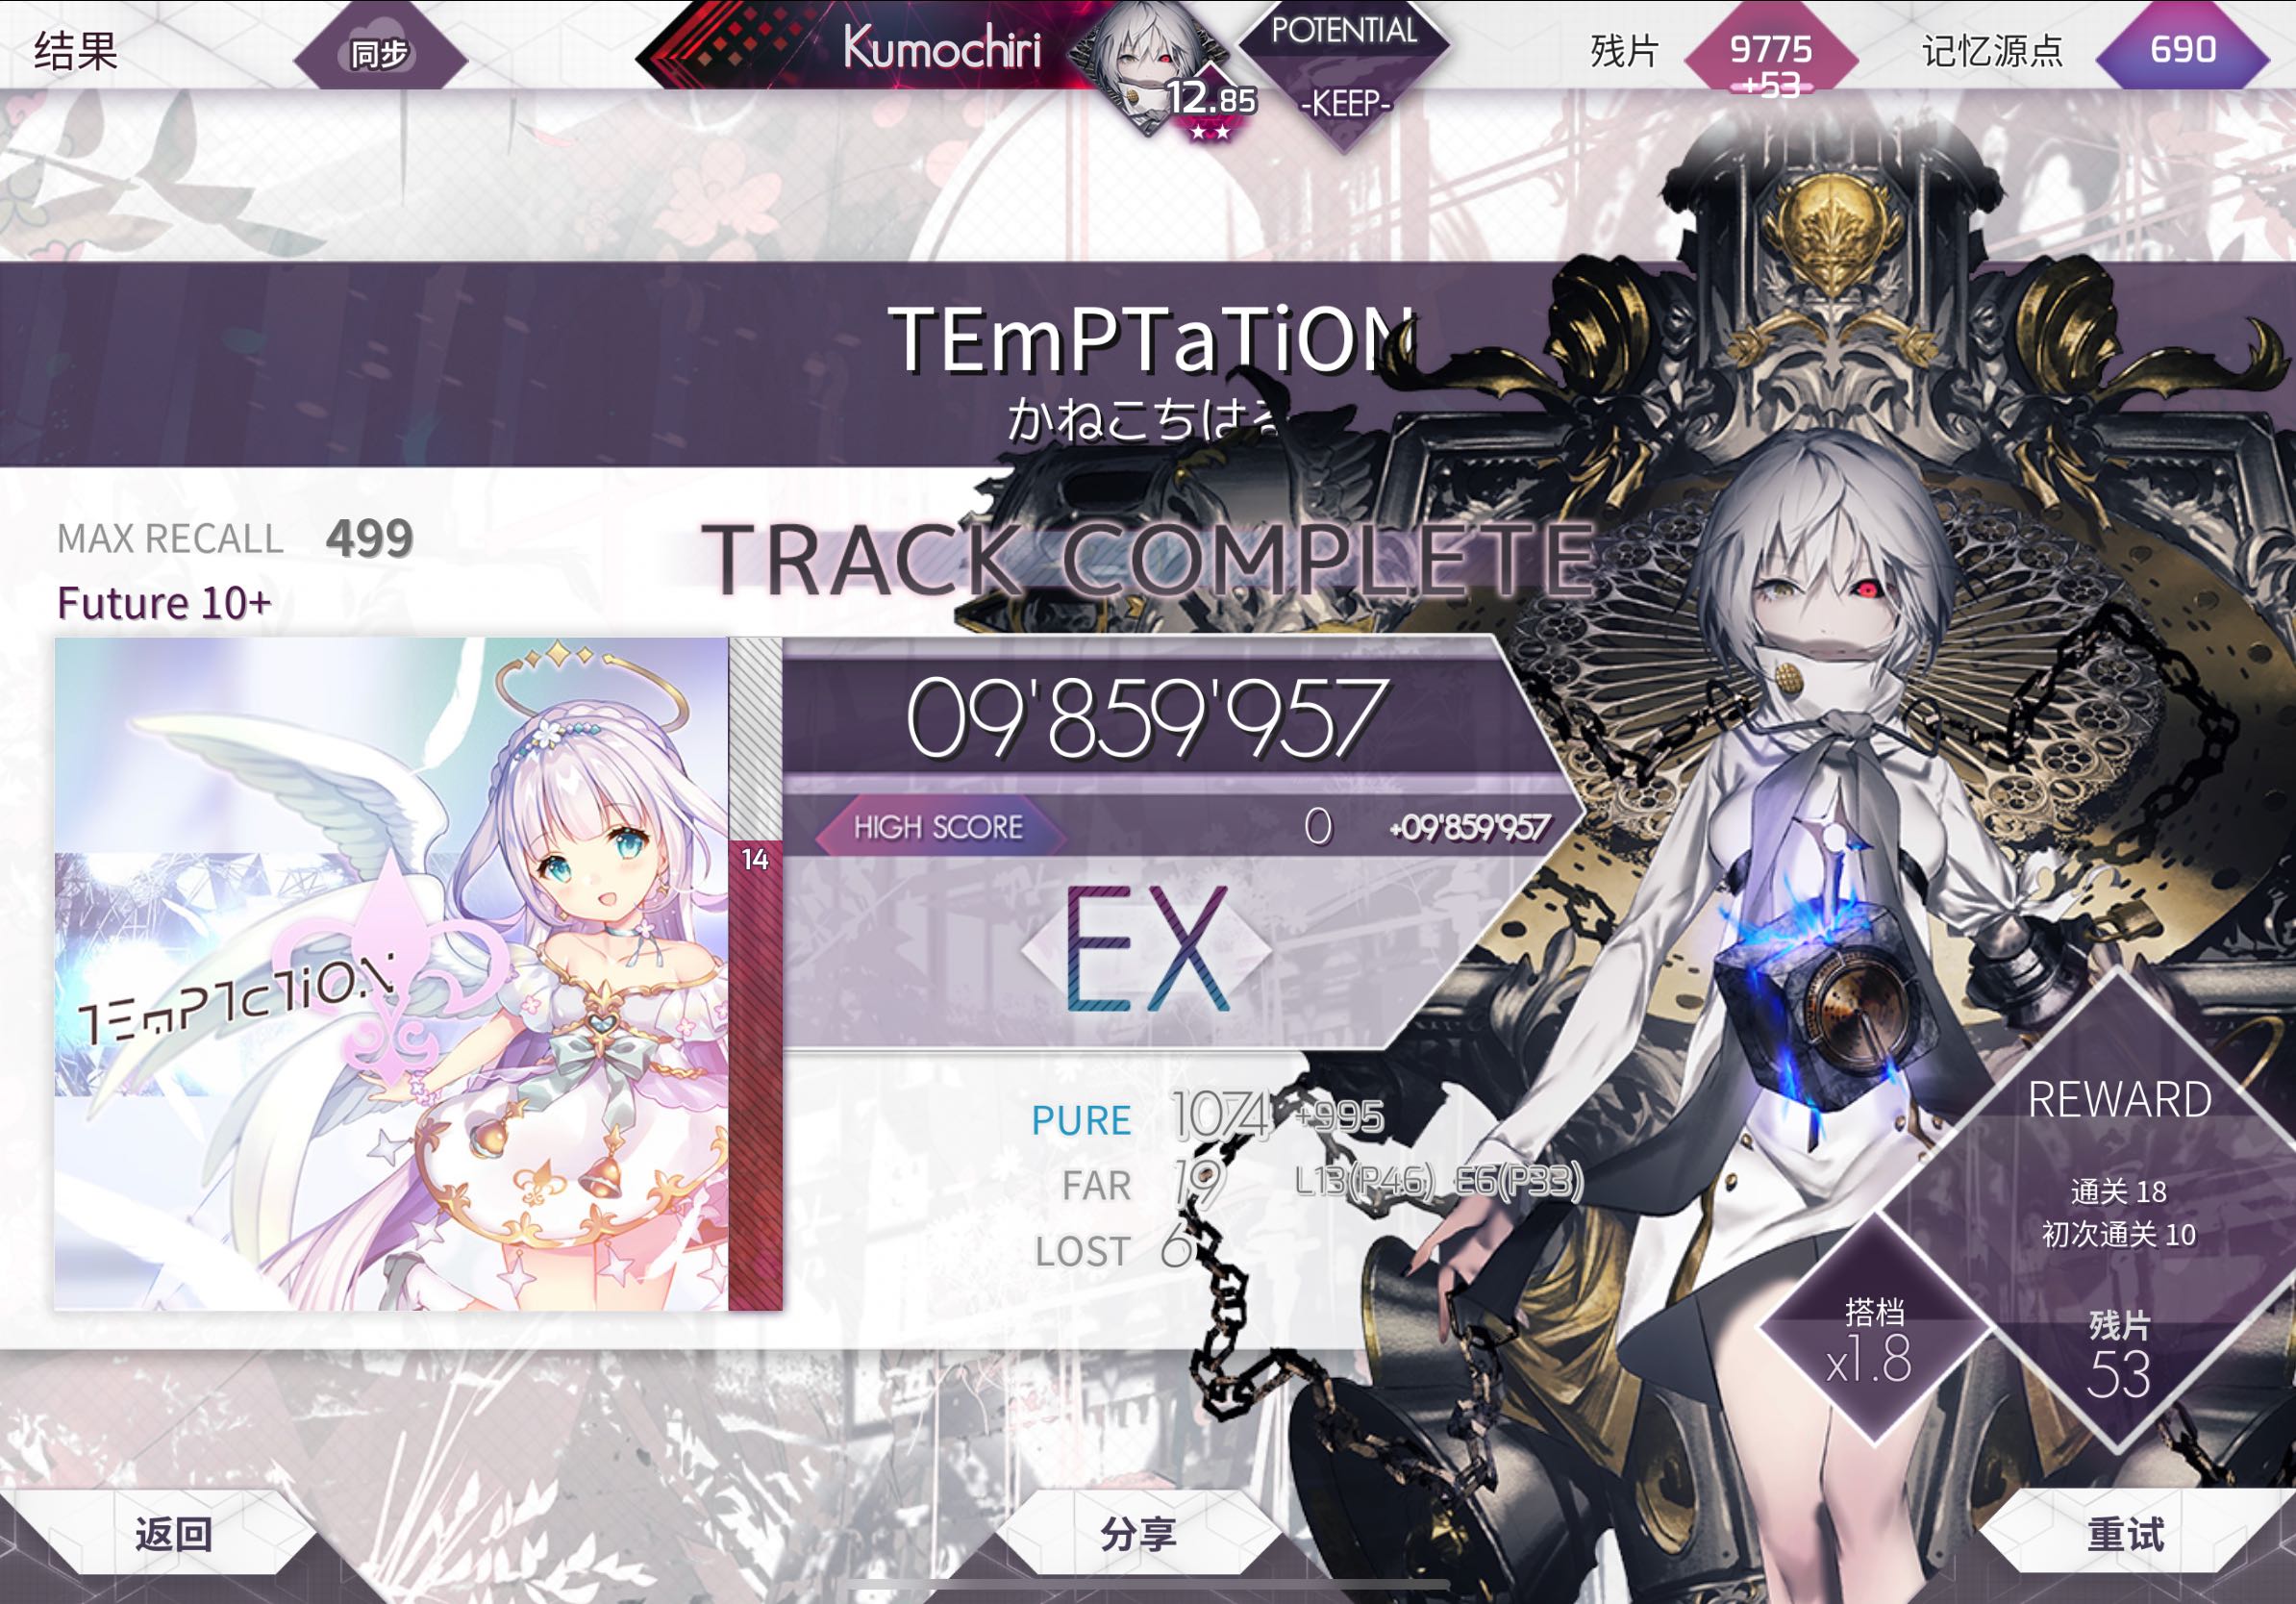 结果
同步
Kumochiri
12.85
POTENTIAL
-KEEP-
残片
9775
+53
记忆源点
690
TEmPTaTiON
かねこちはる
MAX RECALL 499
TRACK COMPLETE
Future 10+
09'859'957
HIGH SCORE 0 +09'859'957
14
TEmPTaTiON
EX
PURE 1074 +995
FAR 19 L13(P46) E6(P33)
LOST 6
REWARD
通关 18
初次通关 10
搭档
x1.8
残片
53
返回
分享
重试